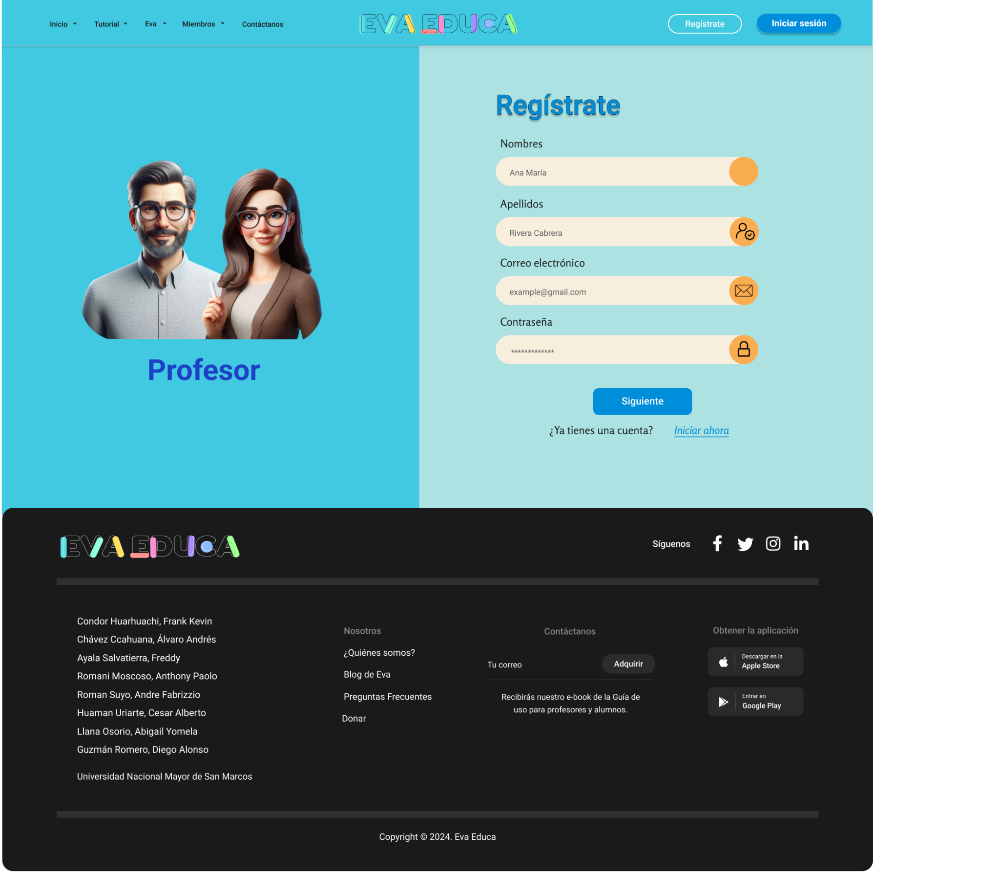 Inicio
Tutorial
Eva
Miembros
Contáctanos
EVA EDUCA
Regístrate
Iniciar sesión
Profesor
Regístrate
Nombres
Ana María
Apellidos
Rivera Cabrera
Correo electrónico
example@gmail.com
Contraseña
*************
Siguiente
¿Ya tienes una cuenta? Iniciar ahora
EVA EDUCA
Síguenos
Condor Huarhuachi, Frank Kevin
Chávez Ccahuana, Álvaro Andrés
Ayala Salvatierra, Freddy
Romani Moscoso, Anthony Paolo
Roman Suyo, Andre Fabrizzio
Huaman Uriarte, Cesar Alberto
Llana Osorio, Abigail Yomela
Guzmán Romero, Diego Alonso
Universidad Nacional Mayor de San Marcos
Nosotros
¿Quiénes somos?
Blog de Eva
Preguntas Frecuentes
Donar
Contáctanos
Tu correo
Adquirir
Recibirás nuestro e-book de la Guía de
uso para profesores y alumnos.
Obtener la aplicación
Descargar en la
Apple Store
Entrar en
Google Play
Copyright © 2024. Eva Educa